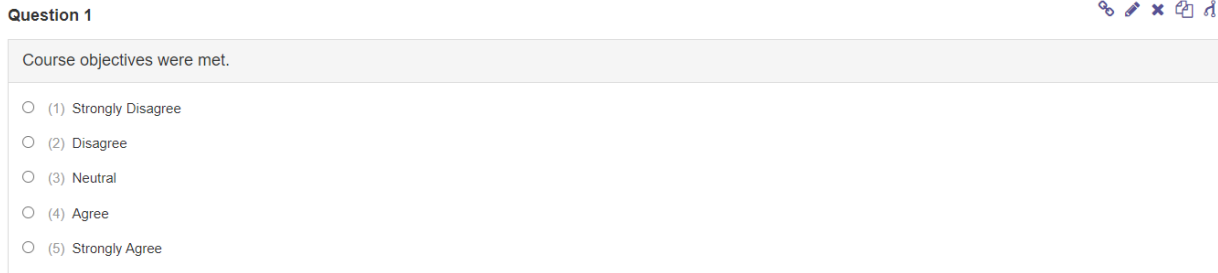 Question 1
Course objectives were met.
(1) Strongly Disagree
(2) Disagree
(3) Neutral
(4) Agree
(5) Strongly Agree